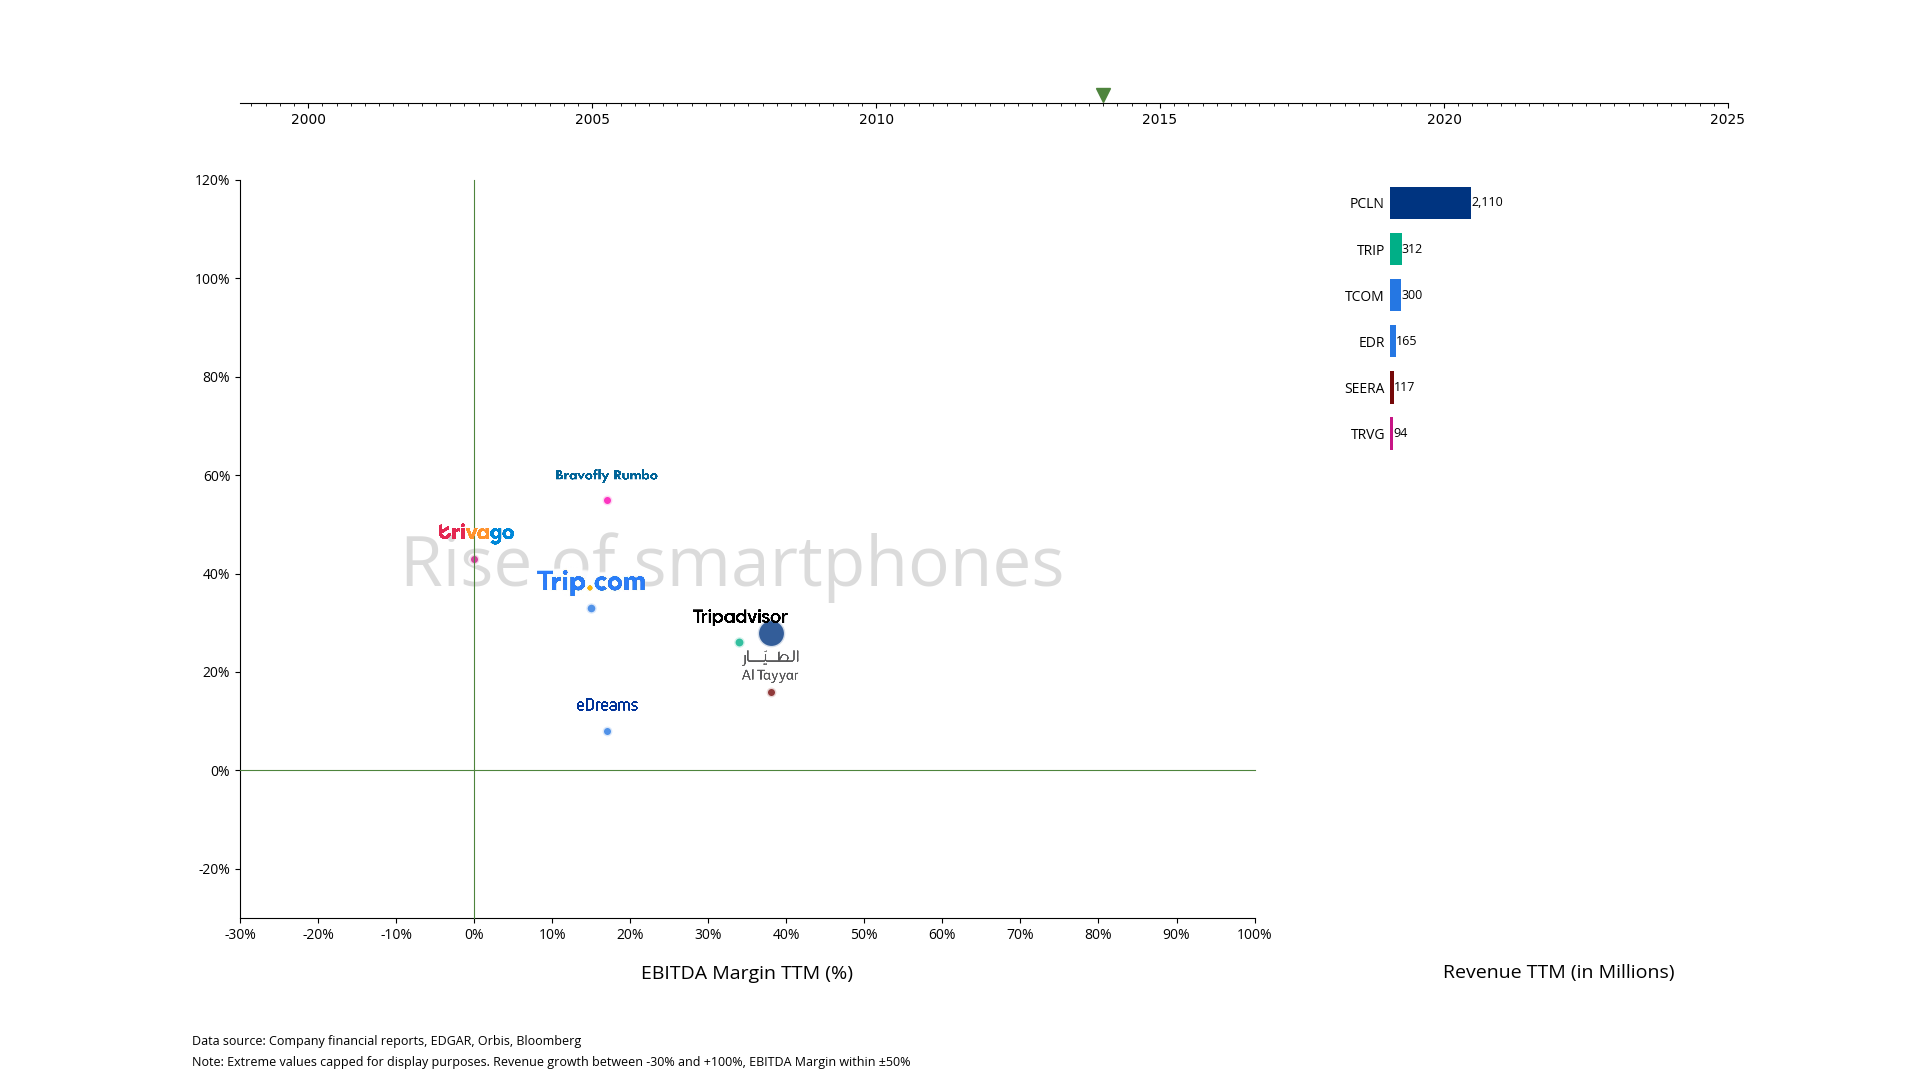 2000 2005 2010 2015 2020 2025
120%
100%
80%
60%
40%
20%
0%
-20%
Bravofly Rumbo
trivago
Rise of smartphones
Trip.com
Tripadvisor
الطيّار
Al Tayyar
eDreams
-30% -20% -10% 0% 10% 20% 30% 40% 50% 60% 70% 80% 90% 100%
EBITDA Margin TTM (%)
PCLN 2,110
TRIP 312
TCOM 300
EDR 165
SEERA 117
TRVG 94
Revenue TTM (in Millions)
Data source: Company financial reports, EDGAR, Orbis, Bloomberg
Note: Extreme values capped for display purposes. Revenue growth between -30% and +100%, EBITDA Margin within ±50%